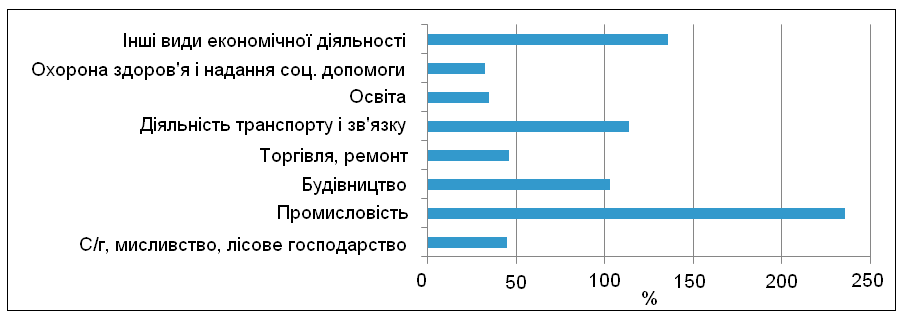 Інші види економічної діяльності
Охорона здоров'я і надання соц. допомоги
Освіта
Діяльність транспорту і зв'язку
Торгівля, ремонт
Будівництво
Промисловість
С/г, мисливство, лісове господарство
0 50 100 150 200 250
%